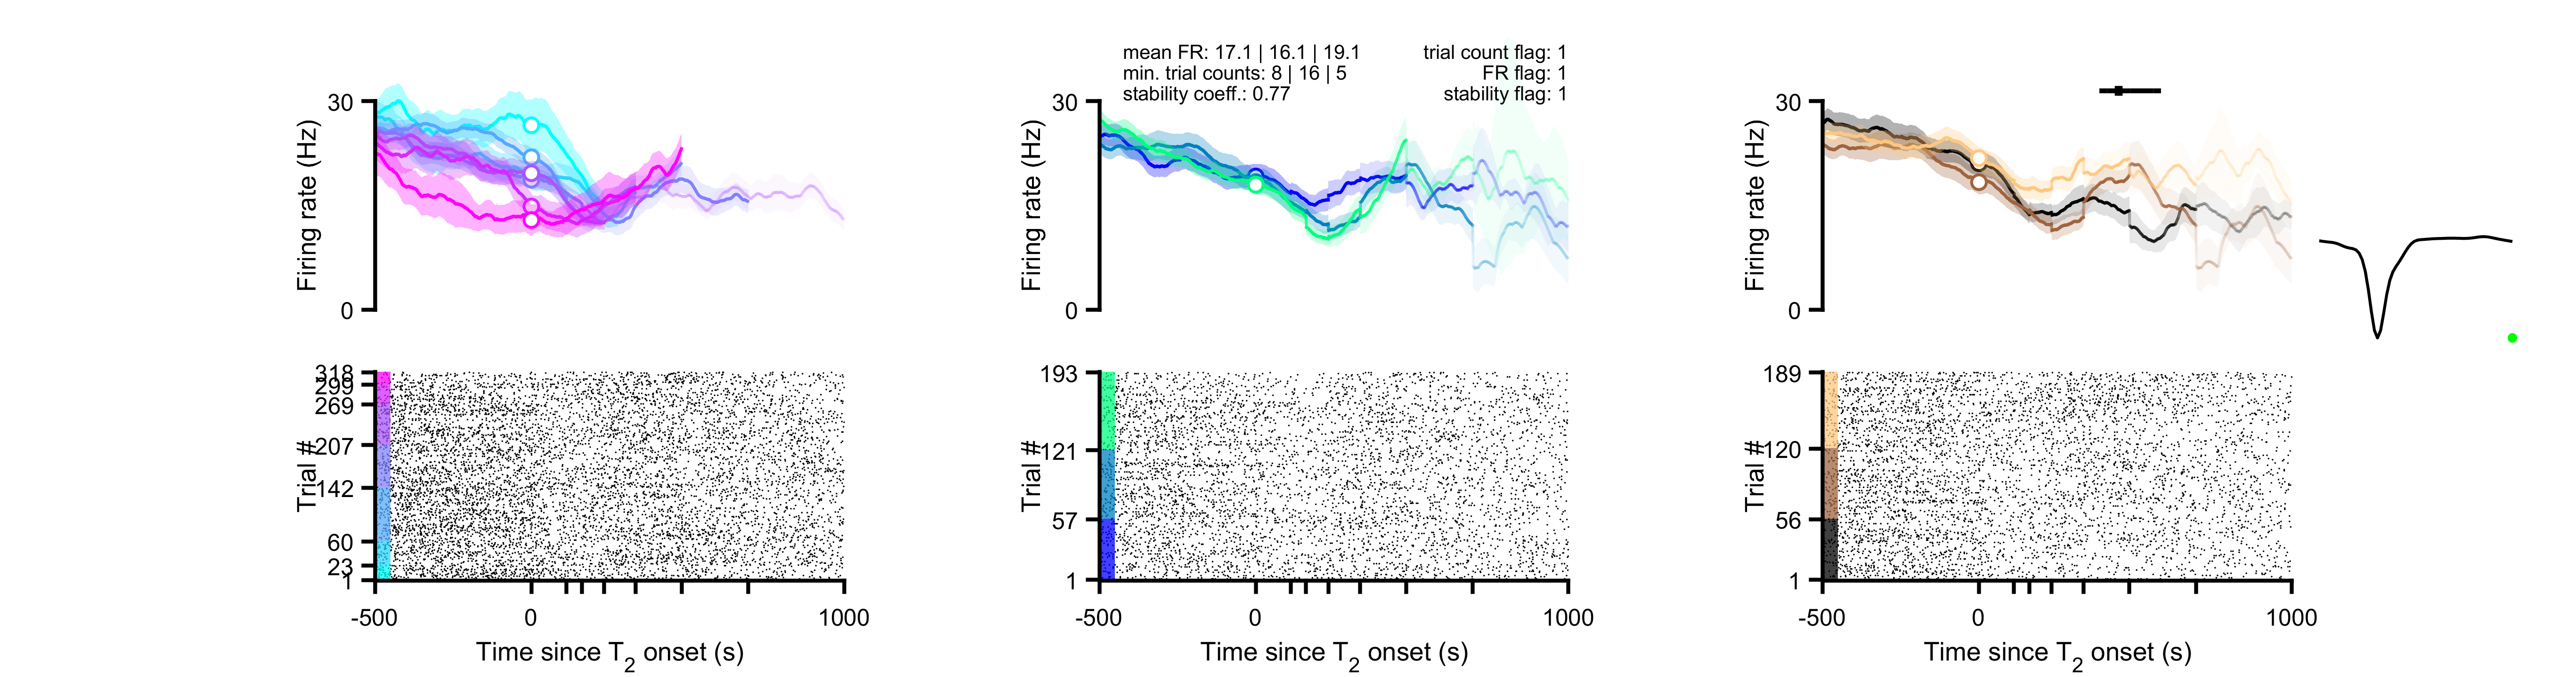 mean FR: 17.1 | 16.1 | 19.1
min. trial counts: 8 | 16 | 5
stability coeff.: 0.77
trial count flag: 1
FR flag: 1
stability flag: 1
30
Firing rate (Hz)
0
30
Firing rate (Hz)
0
30
Firing rate (Hz)
0
318
299
269
207
142
60
23
1
Trial #
-500
0
1000
Time since T2 onset (s)
193
121
57
1
Trial #
-500
0
1000
Time since T2 onset (s)
189
120
56
1
Trial #
-500
0
1000
Time since T2 onset (s)